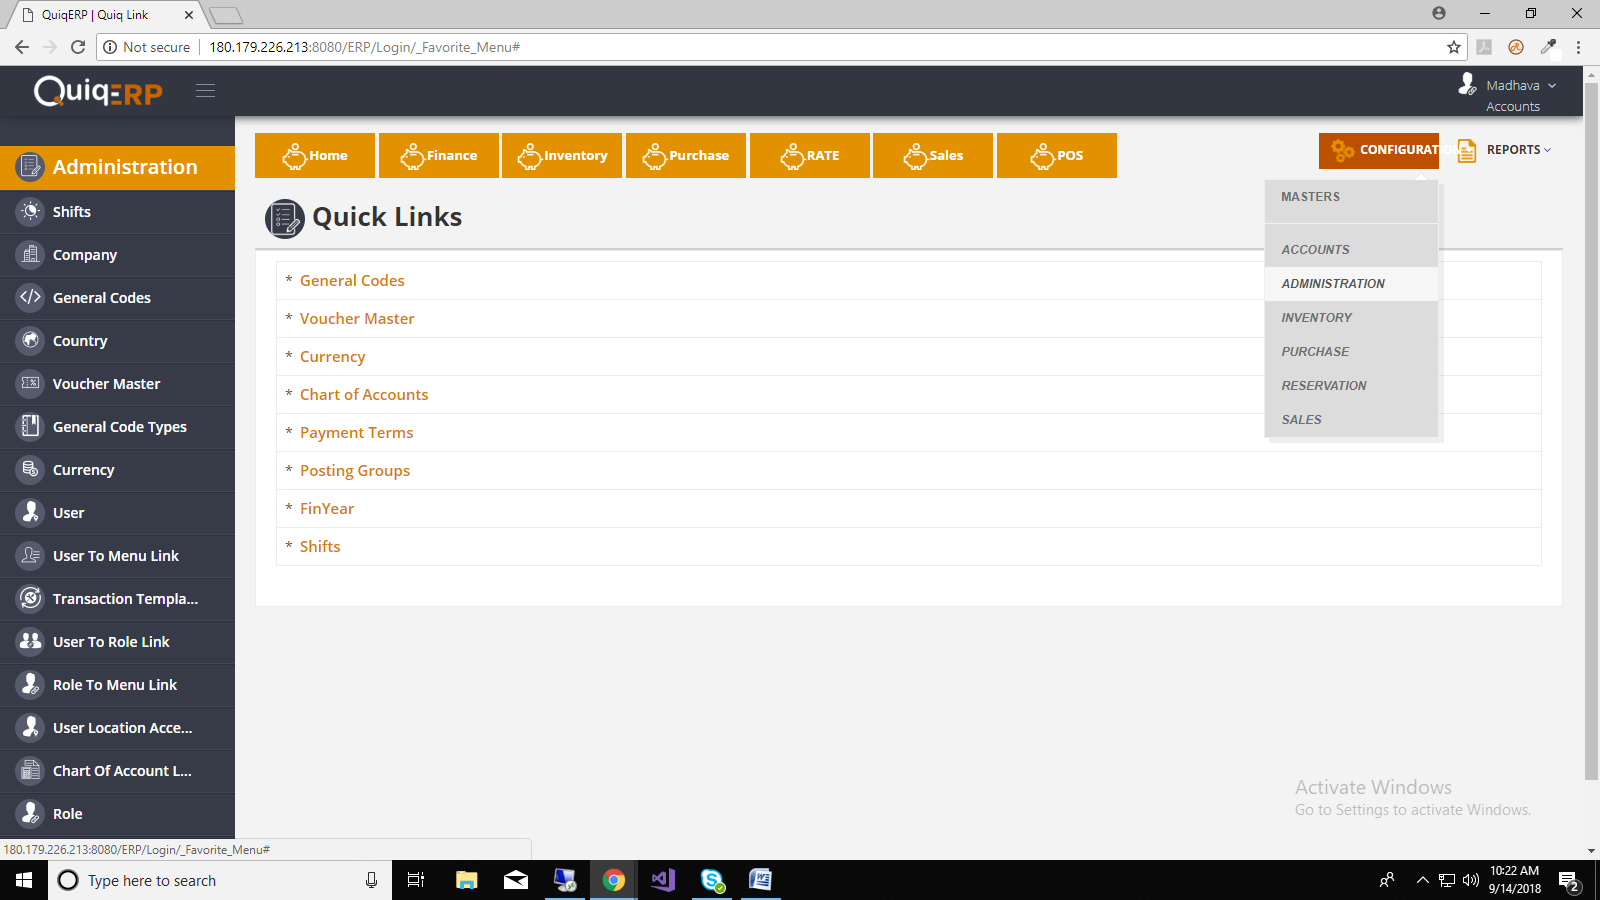 QuiqERP | Quiq Link
Not secure
180.179.226.213:8080/ERP/Login/_Favorite_Menu#
QuiqERP
Madhava
Accounts
Administration
Shifts
Company
General Codes
Country
Voucher Master
General Code Types
Currency
User
User To Menu Link
Transaction Templa...
User To Role Link
Role To Menu Link
User Location Acce...
Chart Of Account L...
Role
Home
Finance
Inventory
Purchase
RATE
Sales
POS
CONFIGURATION
REPORTS
MASTERS
ACCOUNTS
ADMINISTRATION
INVENTORY
PURCHASE
RESERVATION
SALES
Quick Links
* General Codes
* Voucher Master
* Currency
* Chart of Accounts
* Payment Terms
* Posting Groups
* FinYear
* Shifts
Activate Windows
Go to Settings to activate Windows.
180.179.226.213:8080/ERP/Login/_Favorite_Menu#
Type here to search
10:22 AM
9/14/2018
2